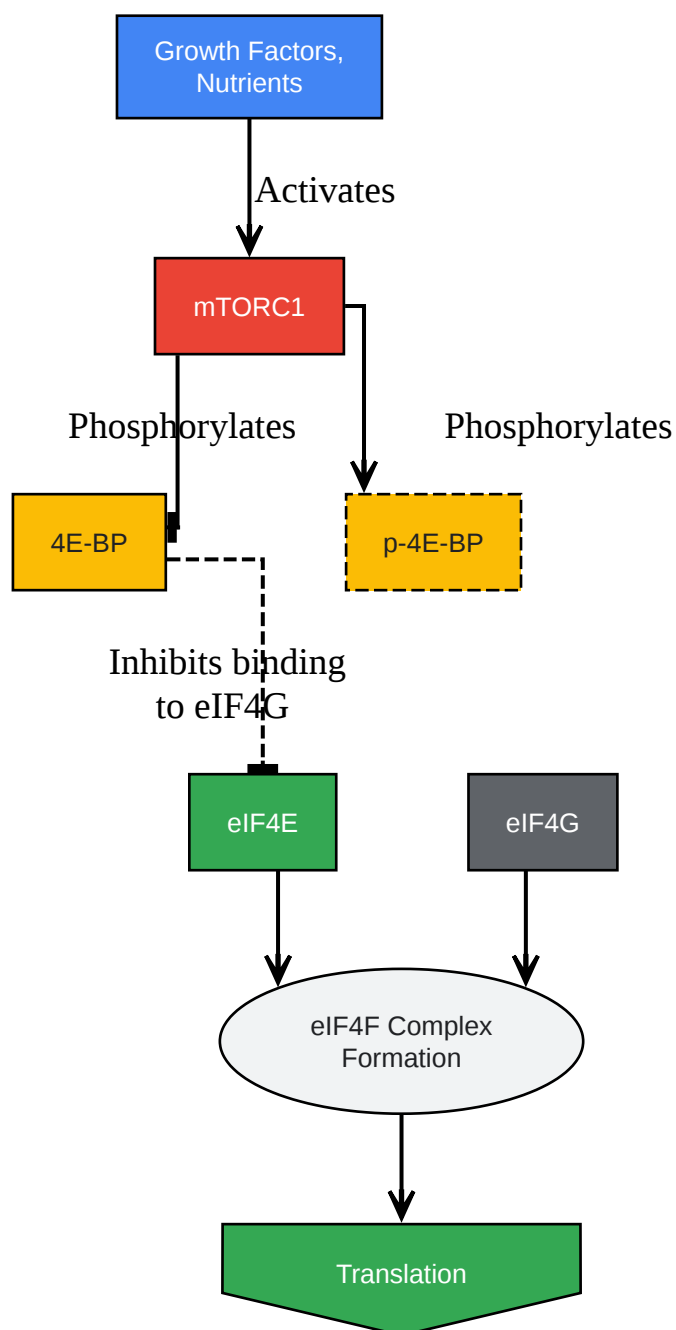 Growth Factors,
Nutrients
Activates
mTORC1
Phosphorylates
Phosphorylates
4E-BP
p-4E-BP
Inhibits binding
to eIF4G
eIF4E
eIF4G
eIF4F Complex
Formation
Translation